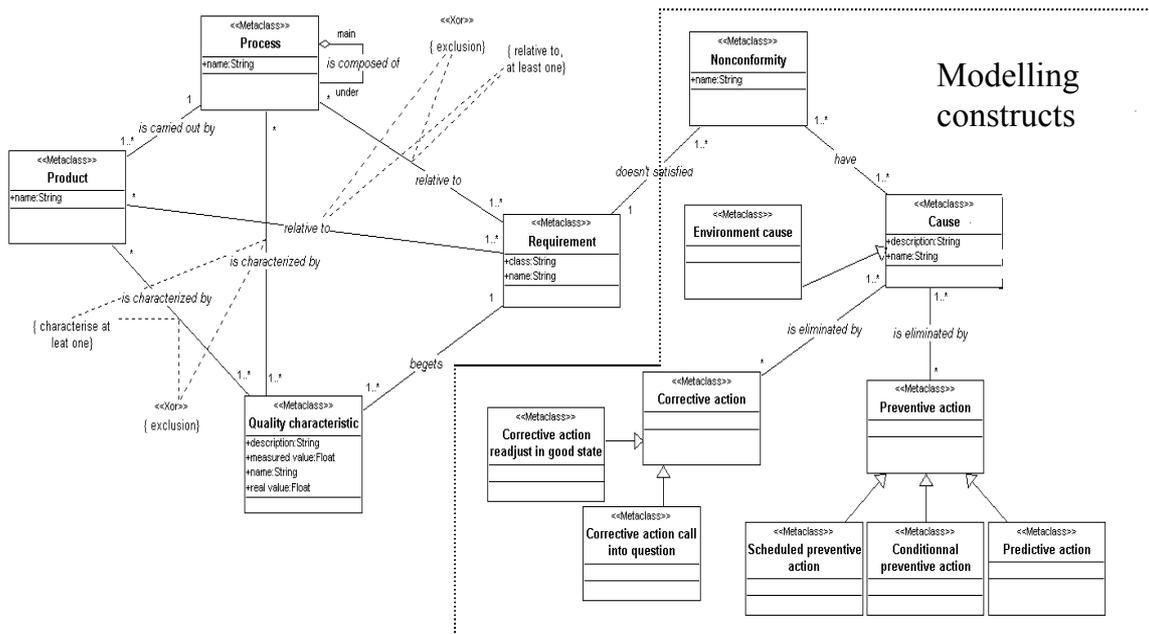 <<Metaclass>>
Process
+name:String
main
is composed of
under
*
1
*
<<Xor>>
{ exclusion}
{ relative to,
at least one}
is carried out by
1..*
<<Metaclass>>
Product
+name:String
*
*
relative to
1..*
relative to
1..*
<<Metaclass>>
Requirement
+class:String
+name:String
1
1
is characterized by
is characterized by
{ characterise at
leat one}
<<Xor>>
{ exclusion}
1..*
1..*
begets
1..*
<<Metaclass>>
Quality characteristic
+description:String
+measured value:Float
+name:String
+real value:Float
Modelling
constructs
<<Metaclass>>
Nonconformity
+name:String
1..*
1..*
doesn't satisfied
have
1..*
<<Metaclass>>
Environment cause
<<Metaclass>>
Cause
+description:String
+name:String
1..*
1..*
is eliminated by
is eliminated by
*
*
<<Metaclass>>
Corrective action
<<Metaclass>>
Preventive action
<<Metaclass>>
Corrective action
readjust in good state
<<Metaclass>>
Corrective action call
into question
<<Metaclass>>
Scheduled preventive
action
<<Metaclass>>
Conditionnal
preventive action
<<Metaclass>>
Predictive action